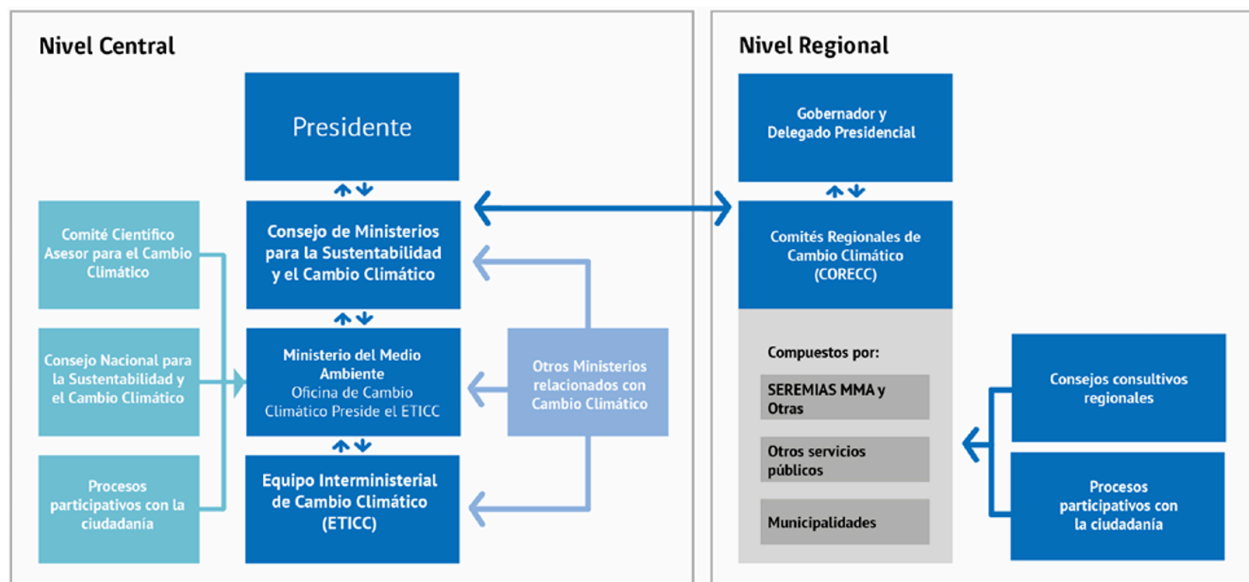 Nivel Central
Presidente
Comité Científico
Asesor para el Cambio
Climático
Consejo de Ministerios
para la Sustentabilidad
y el Cambio Climático
Consejo Nacional para
la Sustentabilidad y
el Cambio Climático
Ministerio del Medio
Ambiente
Oficina de Cambio
Climático Preside el ETICC
Otros Ministerios
relacionados con
Cambio Climático
Procesos
participativos con la
ciudadanía
Equipo Interministerial
de Cambio Climático
(ETICC)
Nivel Regional
Gobernador y
Delegado Presidencial
Comités Regionales de
Cambio Climático
(CORECC)
Compuestos por:
SEREMIAS MMA y
Otras
Otros servicios
públicos
Municipalidades
Consejos consultivos
regionales
Procesos
participativos con
la ciudadanía